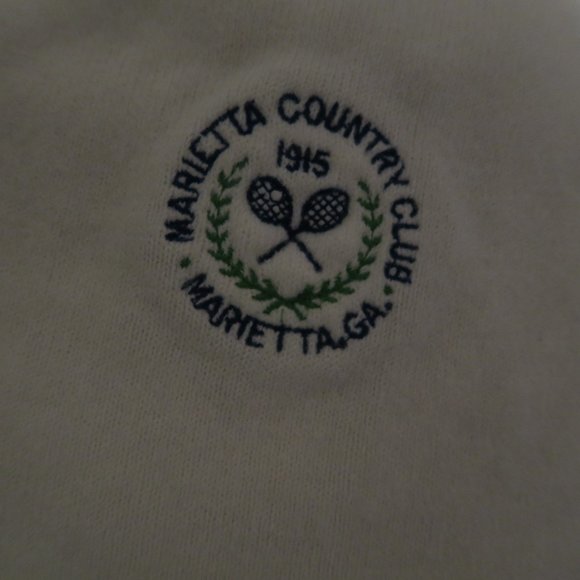 MARIETTA COUNTRY CLUB
1915
• MARIETTA, GA. •